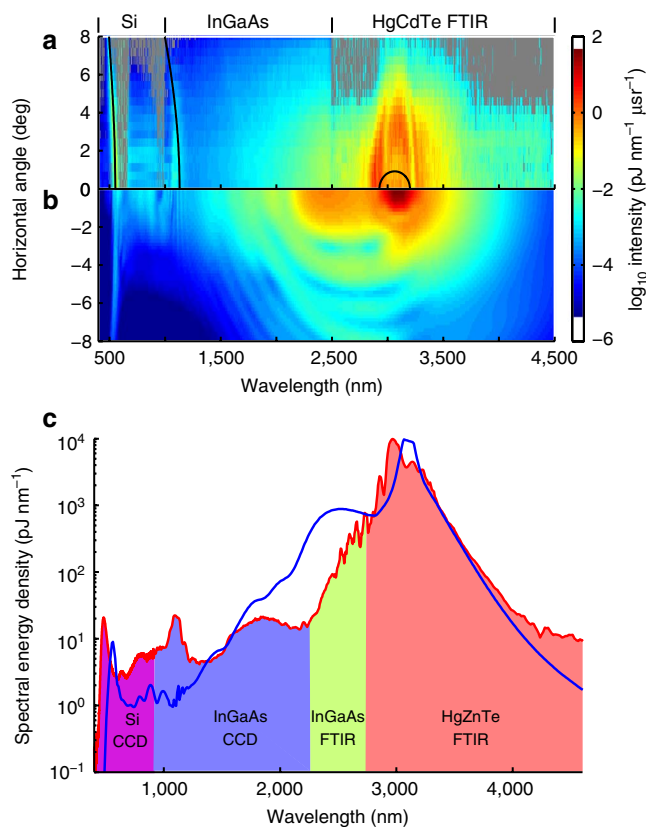 Si InGaAs HgCdTe FTIR
a
8
6
4
2
0
b
−2
−4
−6
−8
Horizontal angle (deg)
500 1,500 2,500 3,500 4,500
Wavelength (nm)
2
0
−2
−4
−6
log10 intensity (pJ nm−1 μsr−1)
c
10^4
10^3
10^2
10^1
10^0
10^−1
Spectral energy density (pJ nm−1)
Si CCD
InGaAs CCD
InGaAs FTIR
HgZnTe FTIR
1,000 2,000 3,000 4,000
Wavelength (nm)